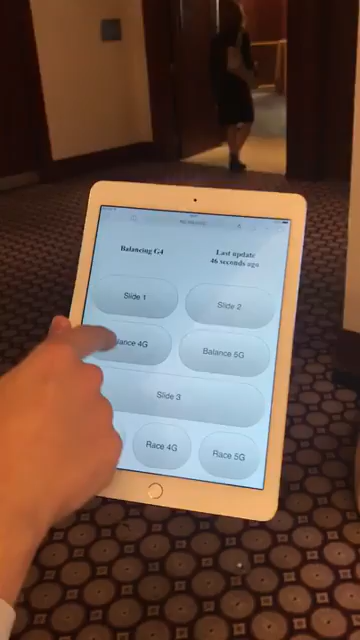 Balancing G4
Last update
46 seconds ago
Slide 1
Slide 2
lance 4G
Balance 5G
Slide 3
Race 4G
Race 5G